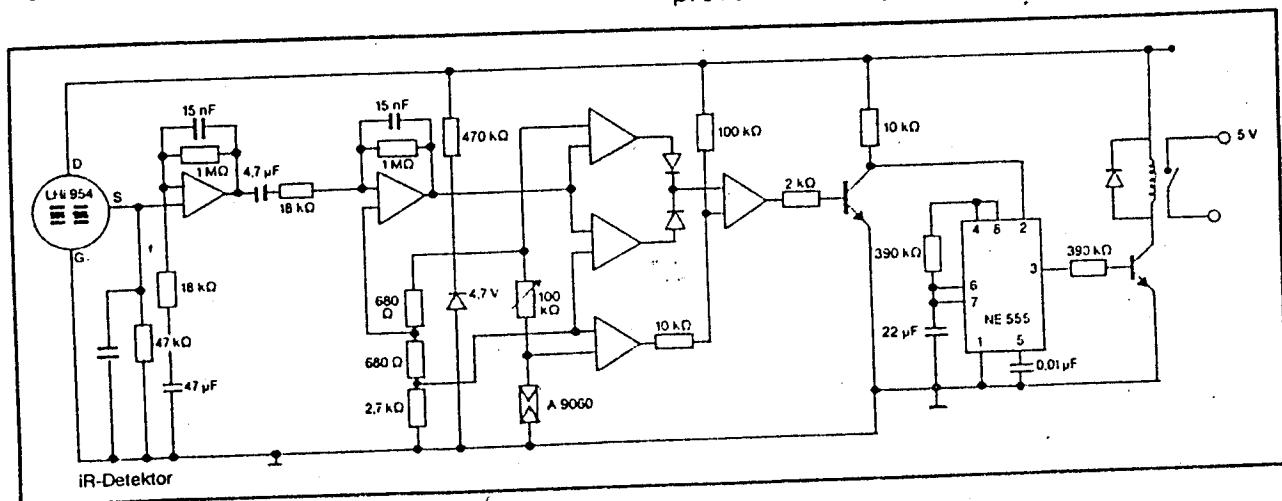 15 nF
1 MΩ
4,7 µF
18 kΩ
15 nF
1 MΩ
470 kΩ
100 kΩ
10 kΩ
5 V
D
LHi 954
S
G
18 kΩ
47 kΩ
47 µF
680 Ω
680 Ω
2,7 kΩ
4,7 V
100 kΩ
A 9060
10 kΩ
2 kΩ
390 kΩ
4
8
2
3
6
7
NE 555
1
5
22 µF
0,01 µF
390 kΩ
iR-Detektor